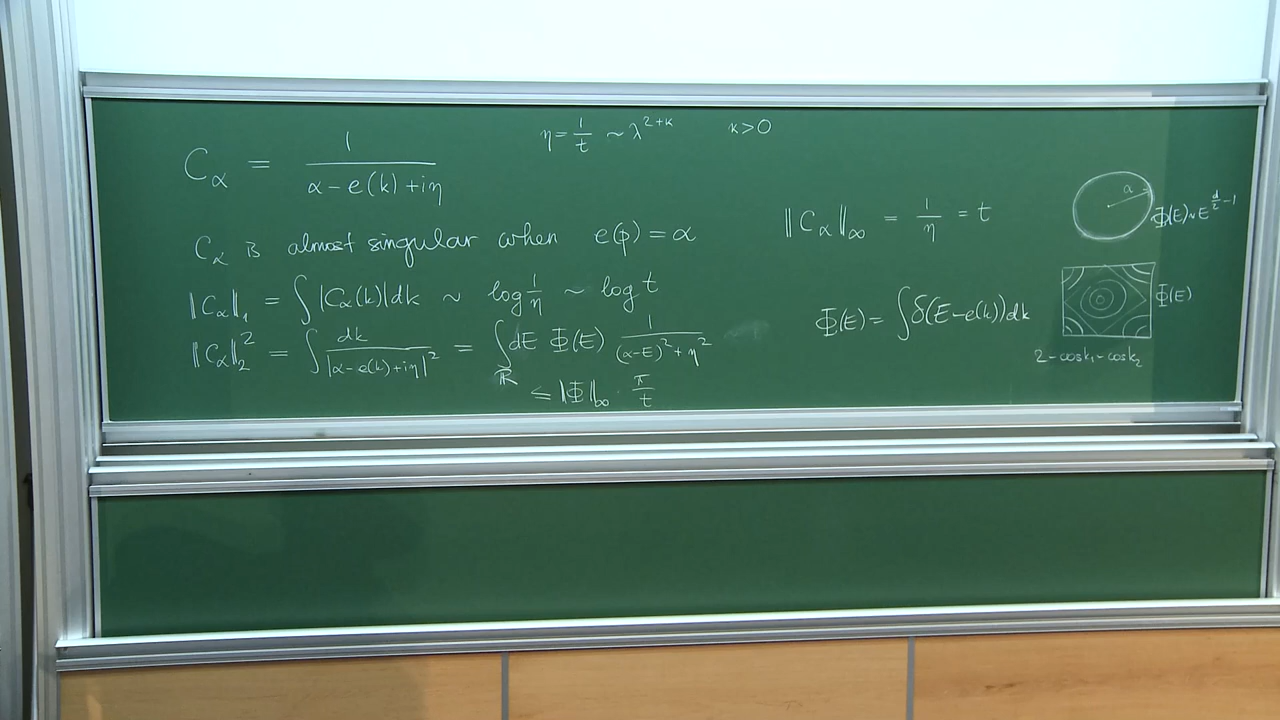 η = 1/t ~ λ^{2+κ}   κ>0
C_α = 1/(α - e(k) + iη)
C_α is almost singular when e(p) = α
‖C_α‖_∞ = 1/η = t
‖C_α‖_1 = ∫ |C_α(k)| dk ~ log 1/η ~ log t
‖C_α‖_2^2 = ∫ dk/|α-e(k)+iη|^2 = ∫_ℝ dE Φ(E) 1/((α-E)^2+η^2)
≤ ‖Φ‖_∞ · π/t
Φ(E) = ∫ δ(E-e(k)) dk
a
Φ(E) ~ E^{d/2 -1}
Φ(E)
2 - cos k_1 - cos k_2